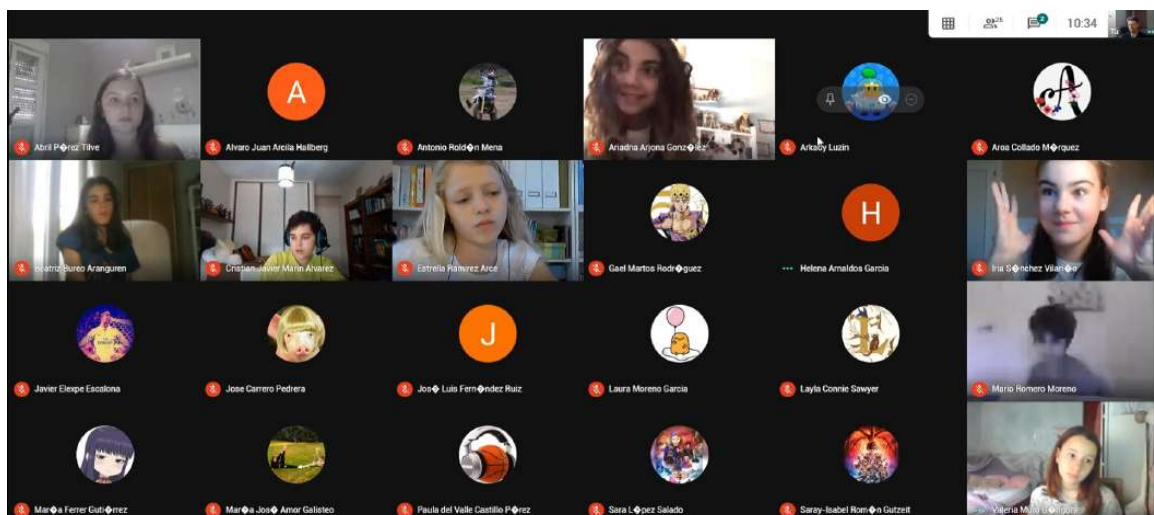 25
2
10:34
Tú
Abril P�rez Tilve
A
Alvaro Juan Arcila Hallberg
Antonio Rold�n Mena
Ariadna Arjona Gonz�lez
Arkadiy Luzin
A
Aroa Collado M�rquez
Beatriz Bureo Aranguren
Cristian Javier Marin Alvarez
Estrella Ramirez Arce
Gael Martos Rodr�guez
H
Helena Arnaldos Garcia
Iria S�nchez Vilari�o
Javier Elexpe Escalona
Jose Carrero Pedrera
J
Jos� Luis Fern�ndez Ruiz
Laura Moreno Garcia
Layla Connie Sawyer
Mario Romero Moreno
Mar�a Ferrer Guti�rrez
Mar�a Jos� Amor Galisteo
Paula del Valle Castillo P�rez
Sara L�pez Salado
Saray-Isabel Rom�n Gutzeit
Valeria